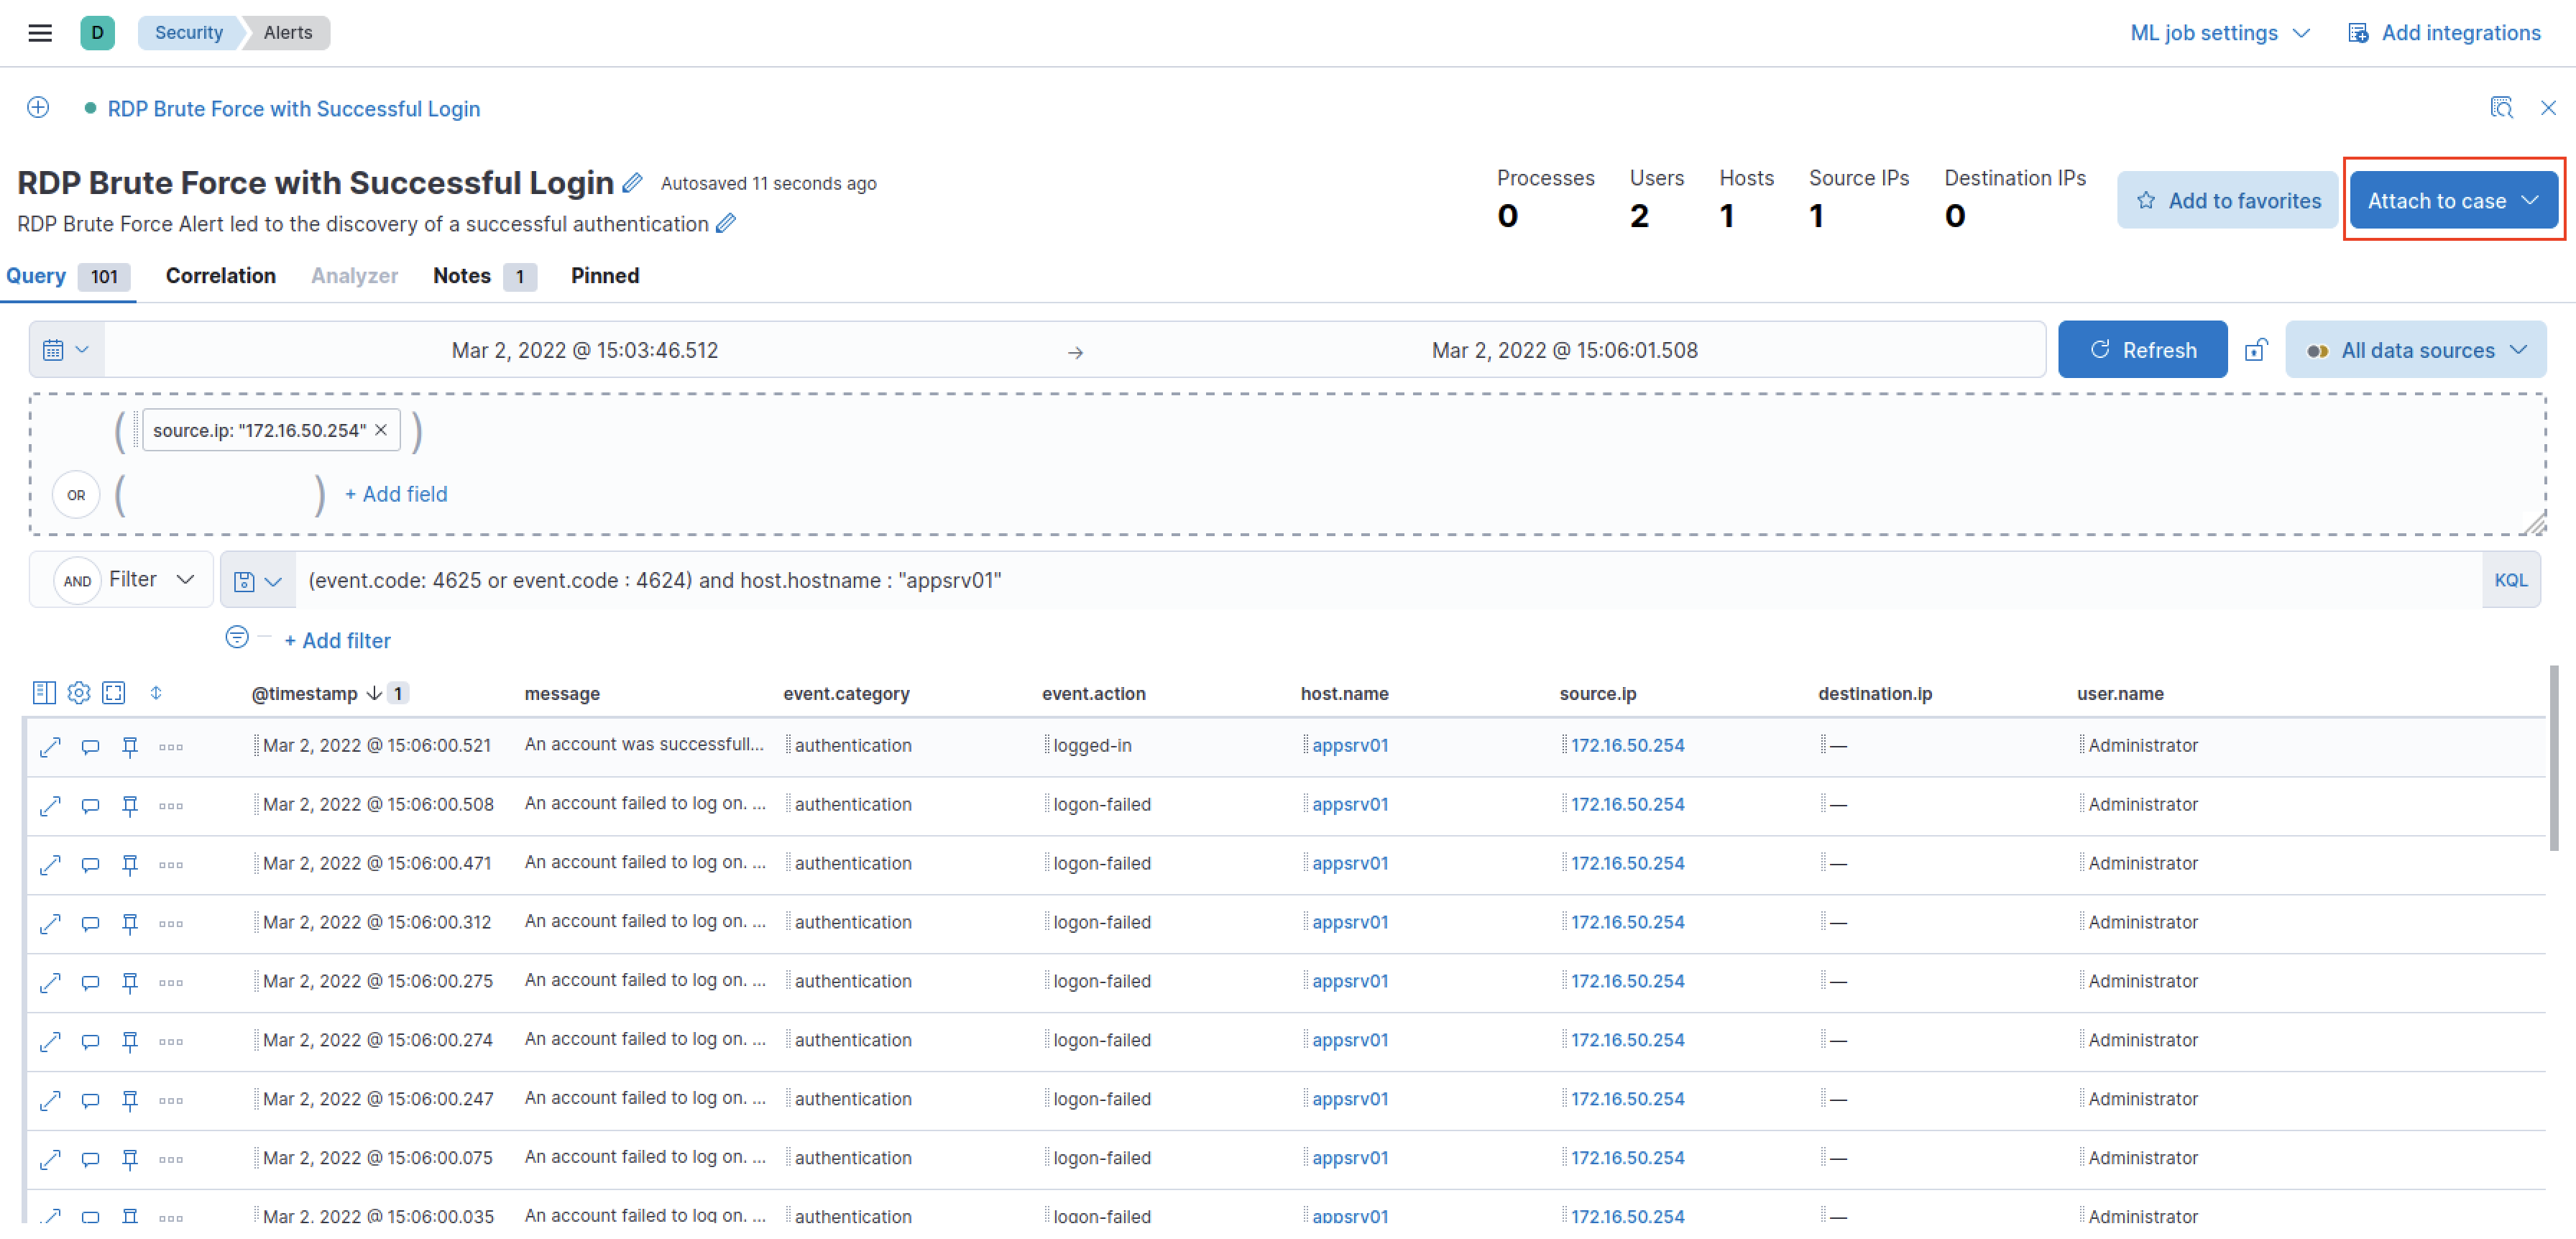 D Security Alerts ML job settings Add integrations
RDP Brute Force with Successful Login
RDP Brute Force with Successful Login Autosaved 11 seconds ago
RDP Brute Force Alert led to the discovery of a successful authentication
Processes Users Hosts Source IPs Destination IPs
0 2 1 1 0
Add to favorites Attach to case
Query 101 Correlation Analyzer Notes 1 Pinned
Mar 2, 2022 @ 15:03:46.512 → Mar 2, 2022 @ 15:06:01.508 Refresh All data sources
( source.ip: "172.16.50.254" × )
OR ( ) + Add field
AND Filter (event.code: 4625 or event.code : 4624) and host.hostname : "appsrv01" KQL
+ Add filter
@timestamp ↓ 1 message event.category event.action host.name source.ip destination.ip user.name
Mar 2, 2022 @ 15:06:00.521 An account was successfull... authentication logged-in appsrv01 172.16.50.254 — Administrator
Mar 2, 2022 @ 15:06:00.508 An account failed to log on. ... authentication logon-failed appsrv01 172.16.50.254 — Administrator
Mar 2, 2022 @ 15:06:00.471 An account failed to log on. ... authentication logon-failed appsrv01 172.16.50.254 — Administrator
Mar 2, 2022 @ 15:06:00.312 An account failed to log on. ... authentication logon-failed appsrv01 172.16.50.254 — Administrator
Mar 2, 2022 @ 15:06:00.275 An account failed to log on. ... authentication logon-failed appsrv01 172.16.50.254 — Administrator
Mar 2, 2022 @ 15:06:00.274 An account failed to log on. ... authentication logon-failed appsrv01 172.16.50.254 — Administrator
Mar 2, 2022 @ 15:06:00.247 An account failed to log on. ... authentication logon-failed appsrv01 172.16.50.254 — Administrator
Mar 2, 2022 @ 15:06:00.075 An account failed to log on. ... authentication logon-failed appsrv01 172.16.50.254 — Administrator
Mar 2, 2022 @ 15:06:00.035 An account failed to log on. ... authentication logon-failed appsrv01 172.16.50.254 — Administrator